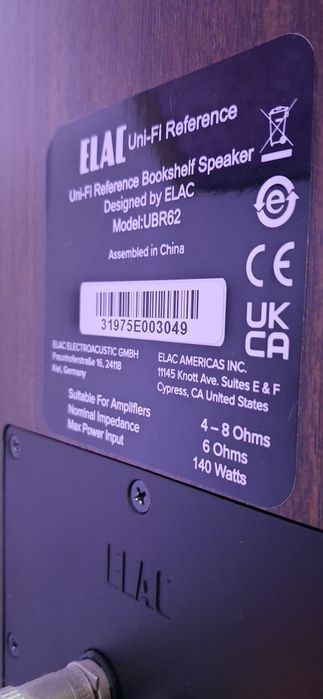 ELAC Uni-Fi Reference
Uni-Fi Reference Bookshelf Speaker
Designed by ELAC
Model:UBR62
Assembled in China
e
CE
UK
CA
31975E003049
ELAC ELECTROACUSTIC GMBH
Fraunhoferstraße 16, 24118
Kiel, Germany
ELAC AMERICAS INC.
11145 Knott Ave. Suites E & F
Cypress, CA United States
Suitable For Amplifiers 4 – 8 Ohms
Nominal Impedance 6 Ohms
Max Power Input 140 Watts
ELAC